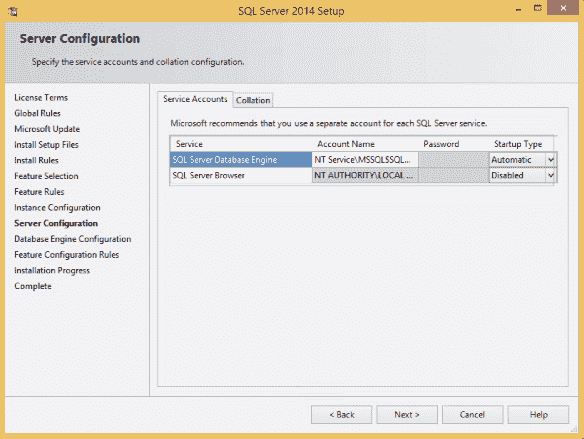 SQL Server 2014 Setup
Server Configuration
Specify the service accounts and collation configuration.
License Terms
Global Rules
Microsoft Update
Install Setup Files
Install Rules
Feature Selection
Feature Rules
Instance Configuration
Server Configuration
Database Engine Configuration
Feature Configuration Rules
Installation Progress
Complete
Service Accounts Collation
Microsoft recommends that you use a separate account for each SQL Server service.
Service Account Name Password Startup Type
SQL Server Database Engine NT Service\MSSQL$SQL... Automatic
SQL Server Browser NT AUTHORITY\LOCAL ... Disabled
< Back Next > Cancel Help